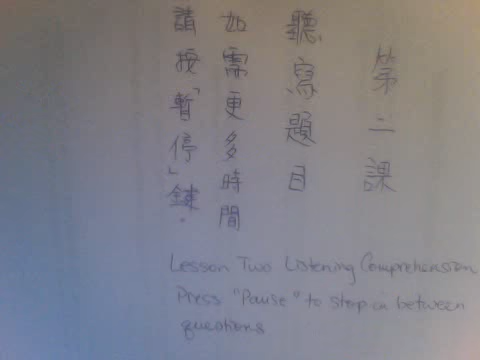 第二課
聽寫題目
如需更多時間
請按「暫停」鍵。
Lesson Two Listening Comprehension
Press "Pause" to stop in between
questions